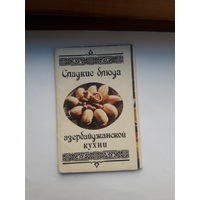 Сладкие блюда
азербайджанской
кухни